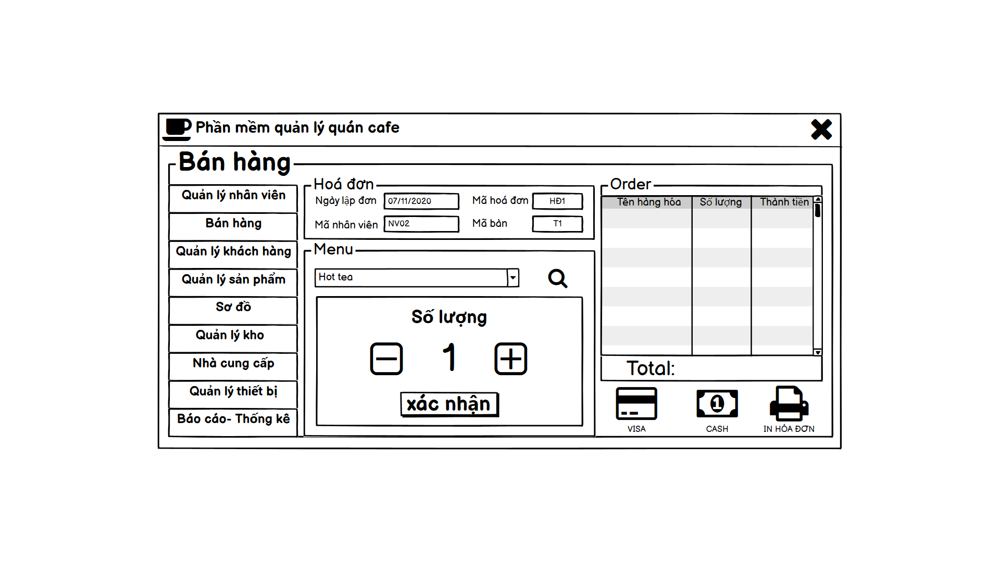 Phần mềm quản lý quán cafe
Bán hàng
Quản lý nhân viên
Bán hàng
Quản lý khách hàng
Quản lý sản phẩm
Sơ đồ
Quản lý kho
Nhà cung cấp
Quản lý thiết bị
Báo cáo- Thống kê
Hoá đơn
Ngày lập đơn 07/11/2020 Mã hoá đơn HĐ1
Mã nhân viên NV02 Mã bàn T1
Menu
Hot tea
Số lượng
1
xác nhận
Order
Tên hàng hóa Số lượng Thành tiền
Total:
1
VISA CASH IN HÓA ĐƠN